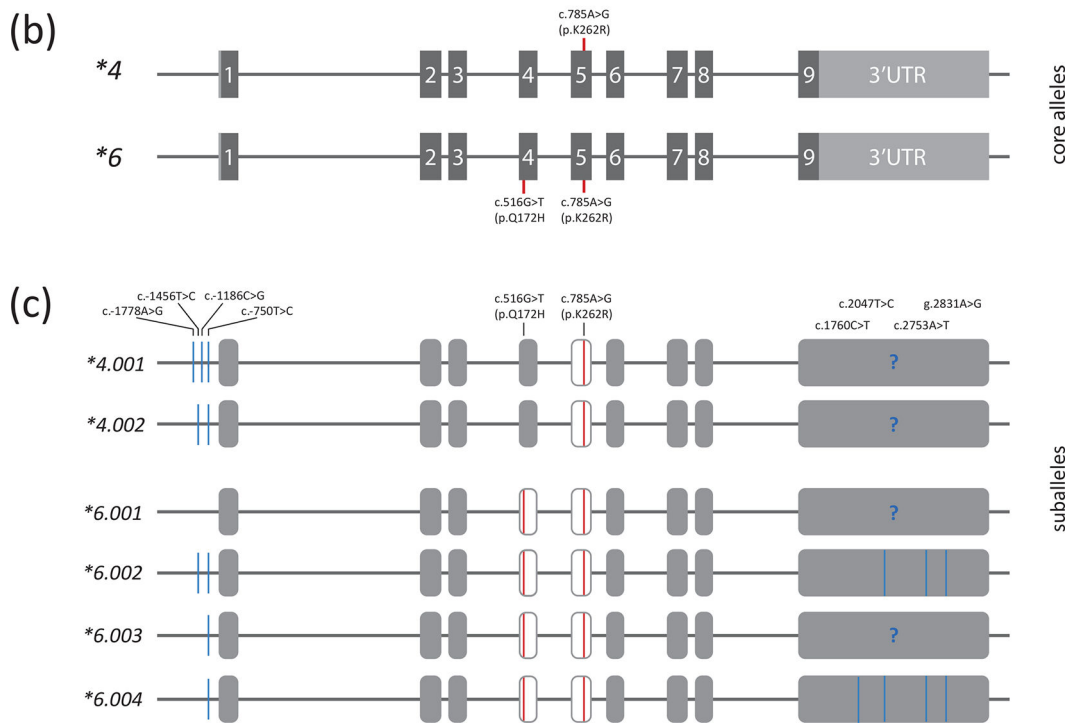 (b)
c.785A>G
(p.K262R)
*4
1 2 3 4 5 6 7 8 9 3'UTR
*6
1 2 3 4 5 6 7 8 9 3'UTR
c.516G>T c.785A>G
(p.Q172H (p.K262R)
core alleles
(c)
c.-1456T>C c.-1186C>G
c.-1778A>G c.-750T>C
c.516G>T c.785A>G
(p.Q172H (p.K262R)
c.2047T>C g.2831A>G
c.1760C>T c.2753A>T
*4.001 ?
*4.002 ?
*6.001 ?
*6.002
*6.003 ?
*6.004
suballeles